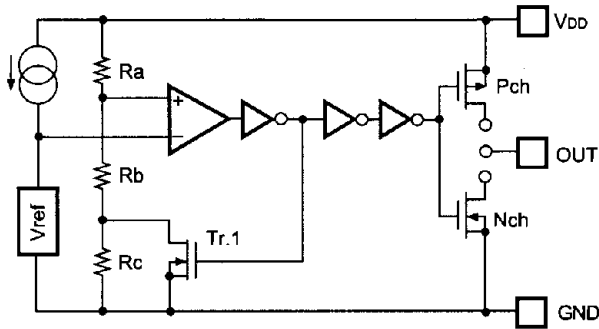 VDD
Ra
Pch
+
−
OUT
Rb
Vref
Tr.1
Nch
Rc
GND